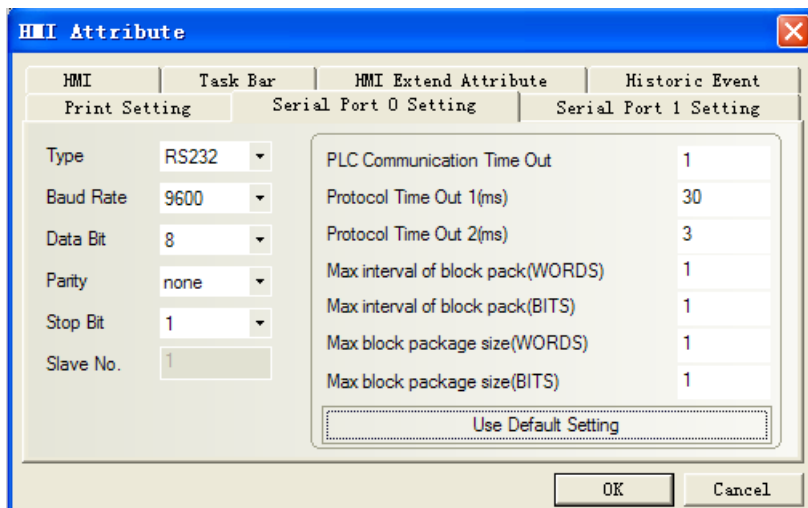 HMI Attribute
HMI
Task Bar
HMI Extend Attribute
Historic Event
Print Setting
Serial Port 0 Setting
Serial Port 1 Setting
Type RS232
Baud Rate 9600
Data Bit 8
Parity none
Stop Bit 1
Slave No. 1
PLC Communication Time Out 1
Protocol Time Out 1(ms) 30
Protocol Time Out 2(ms) 3
Max interval of block pack(WORDS) 1
Max interval of block pack(BITS) 1
Max block package size(WORDS) 1
Max block package size(BITS) 1
Use Default Setting
OK
Cancel